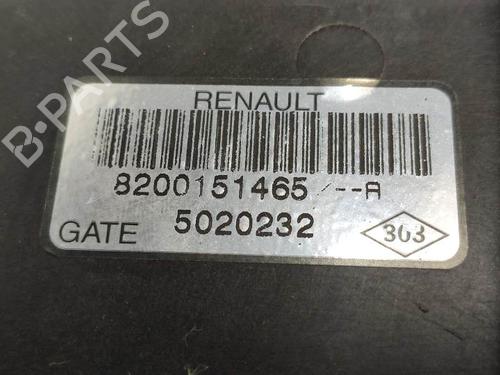 B-PARTS
RENAULT
8200151465 --A
GATE 5020232
303